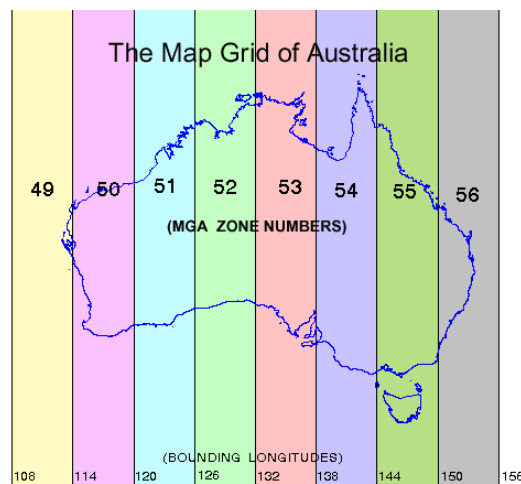 The Map Grid of Australia
49 50 51 52 53 54 55 56
(MGA ZONE NUMBERS)
(BOUNDING LONGITUDES)
108 114 120 126 132 138 144 150 156